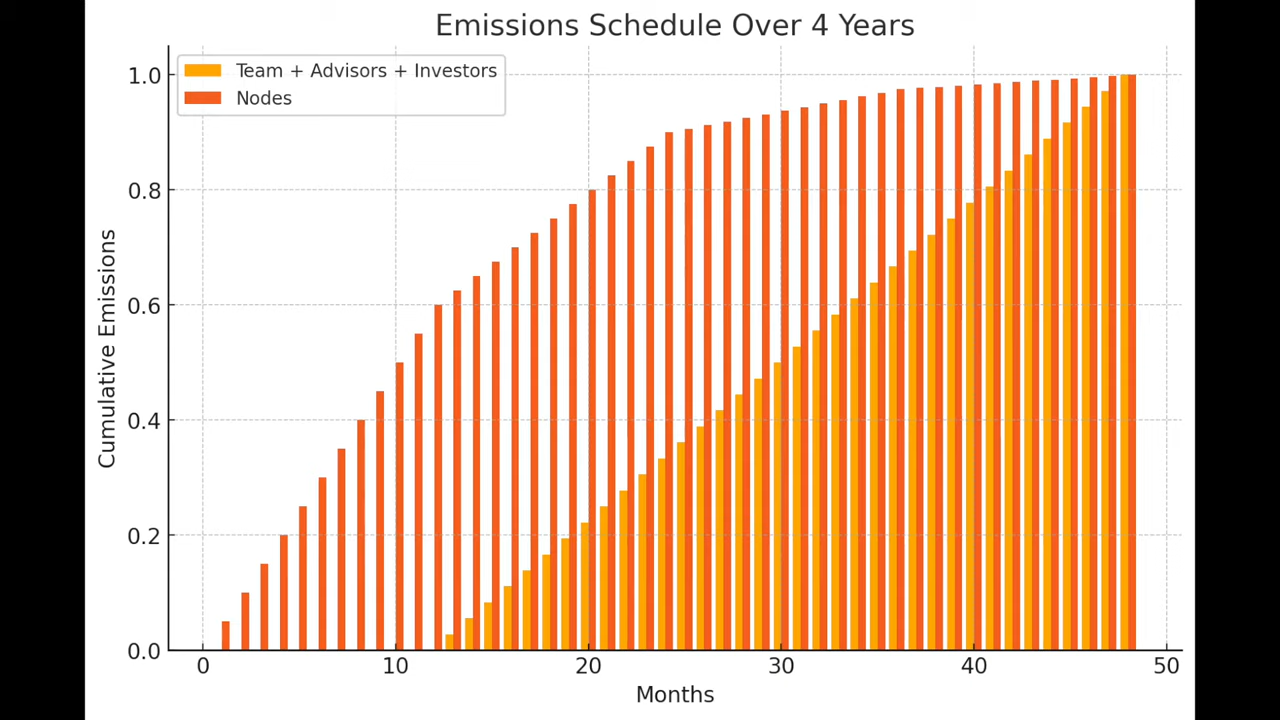 Emissions Schedule Over 4 Years
Team + Advisors + Investors
Nodes
Cumulative Emissions
1.0
0.8
0.6
0.4
0.2
0.0
0 10 20 30 40 50
Months